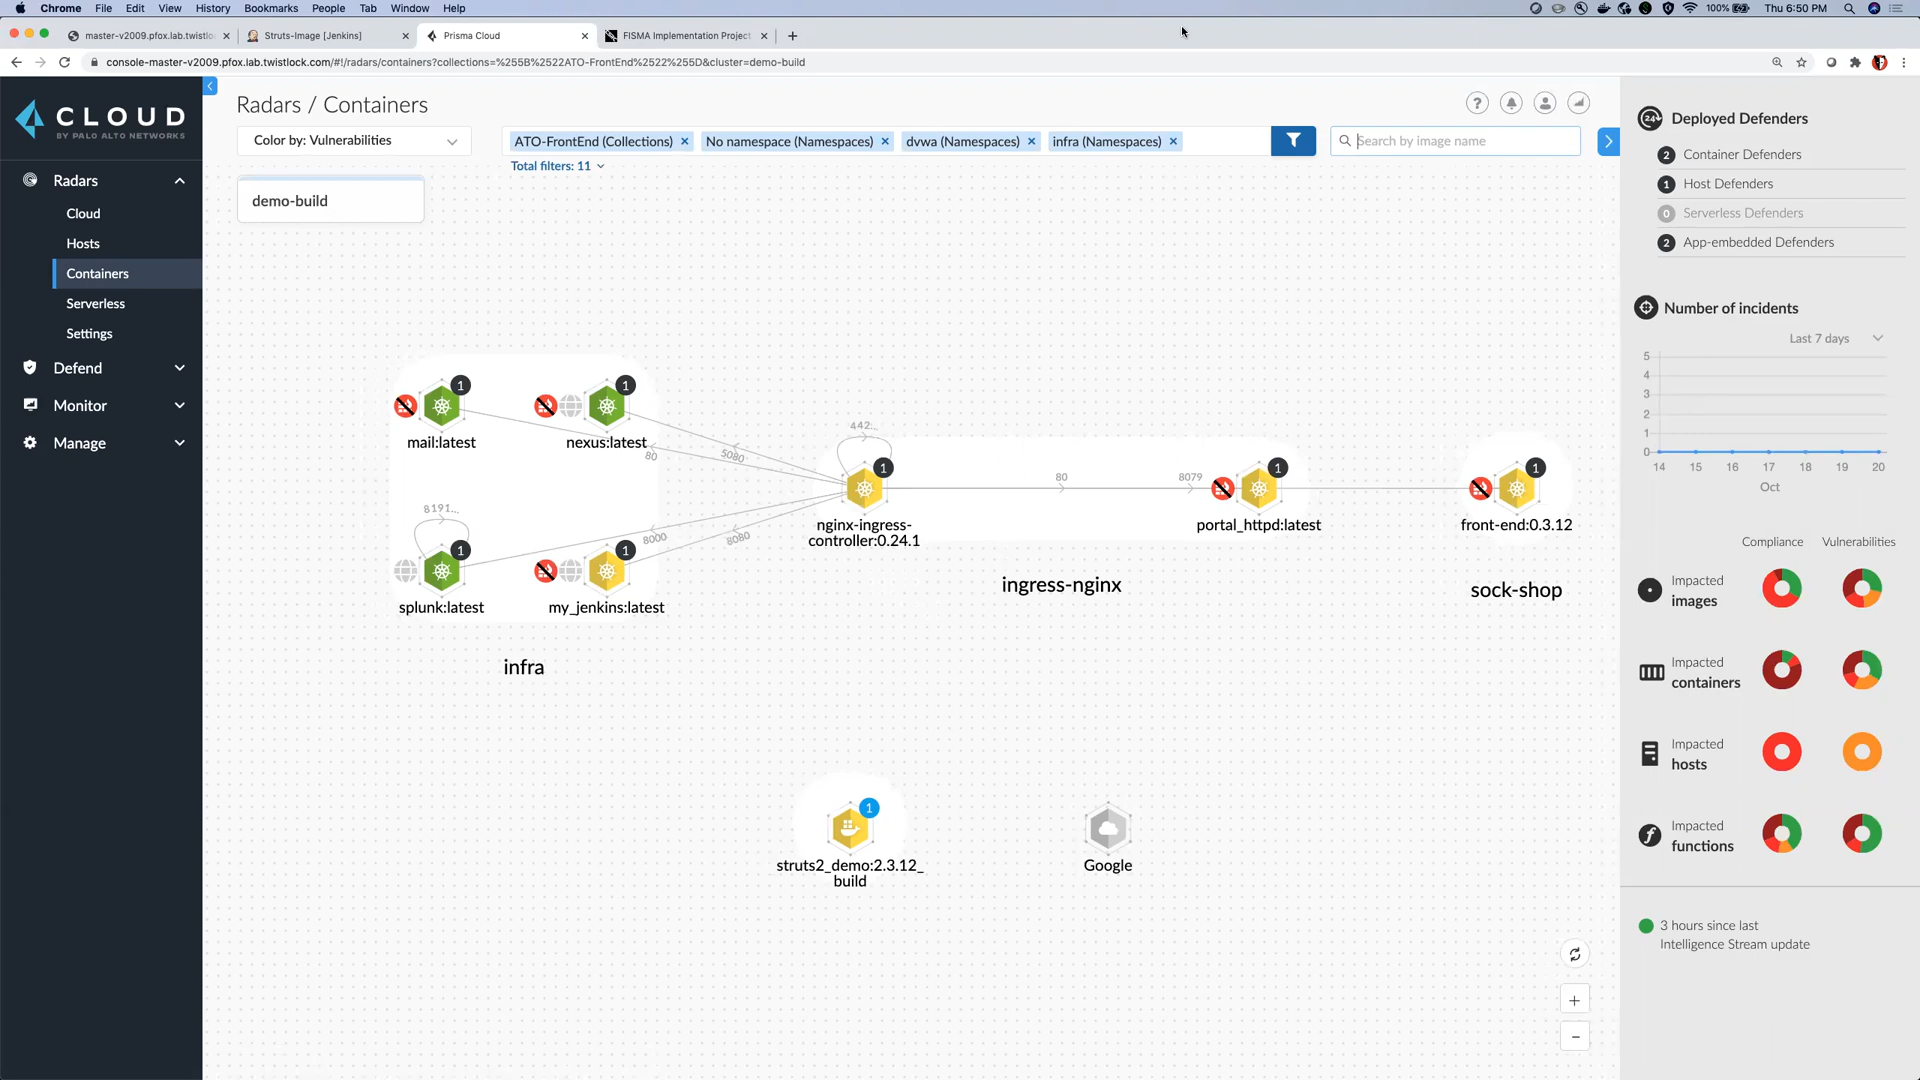 Chrome File Edit View History Bookmarks People Tab Window Help 100% Thu 6:50 PM
master-v2009.pfox.lab.twistlo Struts-Image [Jenkins] Prisma Cloud FISMA Implementation Project
console-master-v2009.pfox.lab.twistlock.com/#!/radars/containers?collections=%255B%2522ATO-FrontEnd%2522%255D&cluster=demo-build
CLOUD
BY PALO ALTO NETWORKS
Radars
Cloud
Hosts
Containers
Serverless
Settings
Defend
Monitor
Manage
Radars / Containers
Color by: Vulnerabilities
ATO-FrontEnd (Collections) × No namespace (Namespaces) × dvwa (Namespaces) × infra (Namespaces) ×
Search by image name
Total filters: 11
demo-build
1
mail:latest
1
nexus:latest
80
5080
8191...
1
splunk:latest
1
my_jenkins:latest
8000
8080
infra
442...
1
nginx-ingress-
controller:0.24.1
80
8079
1
portal_httpd:latest
ingress-nginx
1
front-end:0.3.12
sock-shop
1
struts2_demo:2.3.12_
build
Google
?
+
−
24
Deployed Defenders
2 Container Defenders
1 Host Defenders
0 Serverless Defenders
2 App-embedded Defenders
Number of incidents
Last 7 days
5
4
3
2
1
0
14 15 16 17 18 19 20
Oct
Compliance Vulnerabilities
Impacted
images
Impacted
containers
Impacted
hosts
Impacted
functions
3 hours since last
Intelligence Stream update